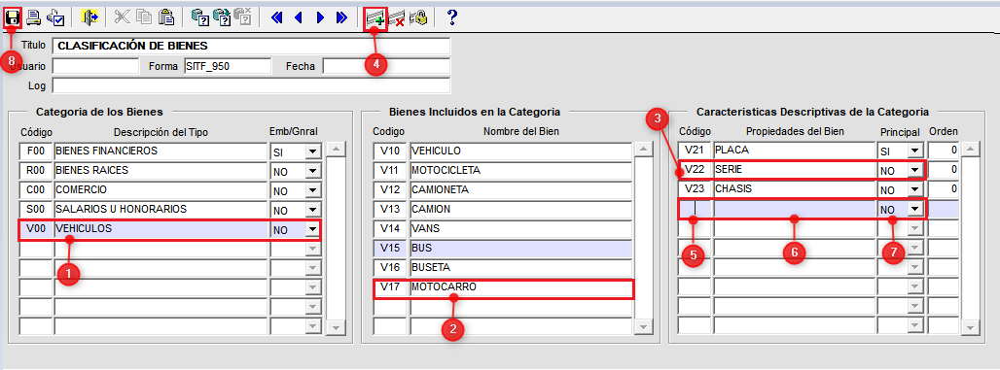 ?
8
4
Titulo CLASIFICACIÓN DE BIENES
suario Forma SITF_950 Fecha
Log
Categoria de los Bienes
Código Descripción del Tipo Emb/Gnral
F00 BIENES FINANCIEROS SI
R00 BIENES RAICES NO
C00 COMERCIO NO
S00 SALARIOS U HONORARIOS NO
V00 VEHICULOS NO
1
Bienes Incluidos en la Categoria
Codigo Nombre del Bien
V10 VEHICULO
V11 MOTOCICLETA
V12 CAMIONETA
V13 CAMION
V14 VANS
V15 BUS
V16 BUSETA
V17 MOTOCARRO
2
Caracteristicas Descriptivas de la Categoria
3
Código Propiedades del Bien Principal Orden
V21 PLACA SI 0
V22 SERIE NO 0
V23 CHASIS NO 0
NO
5 6 7